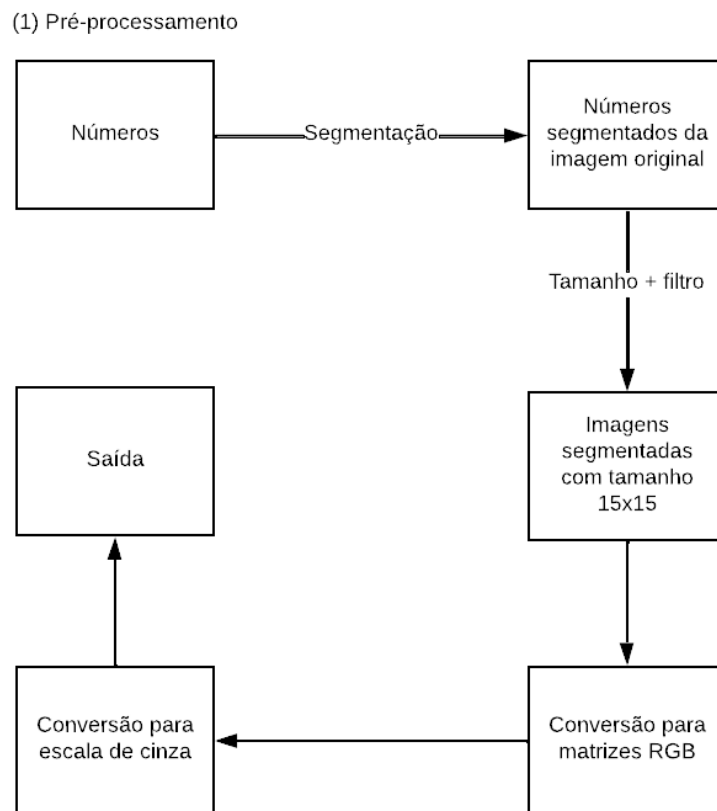 (1) Pré-processamento
Números
Segmentação
Números
segmentados da
imagem original
Tamanho + filtro
Imagens
segmentadas
com tamanho
15x15
Conversão para
matrizes RGB
Conversão para
escala de cinza
Saída